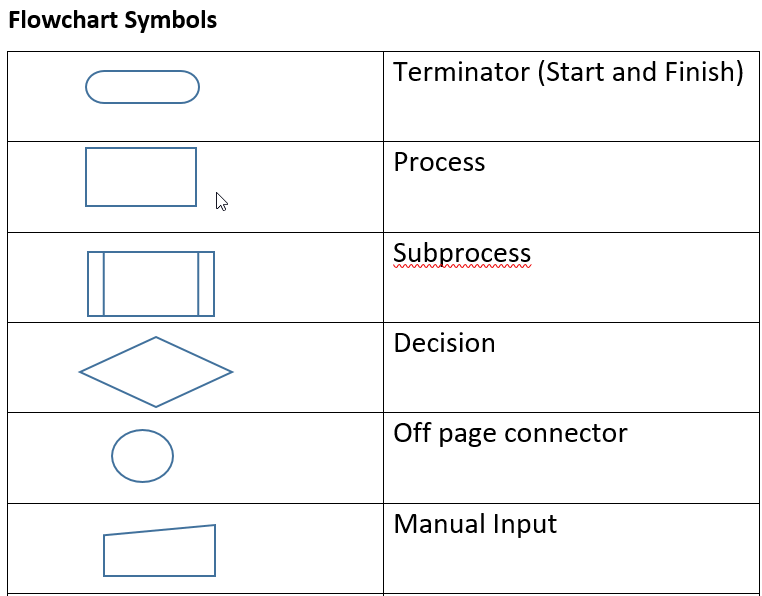 Flowchart Symbols
Terminator (Start and Finish)
Process
Subprocess
Decision
Off page connector
Manual Input